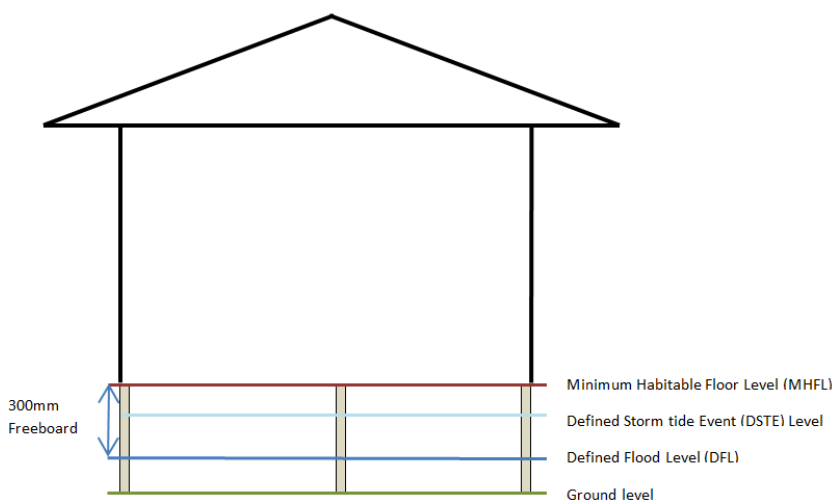 Minimum Habitable Floor Level (MHFL)
300mm
Freeboard
Defined Storm tide Event (DSTE) Level
Defined Flood Level (DFL)
Ground level